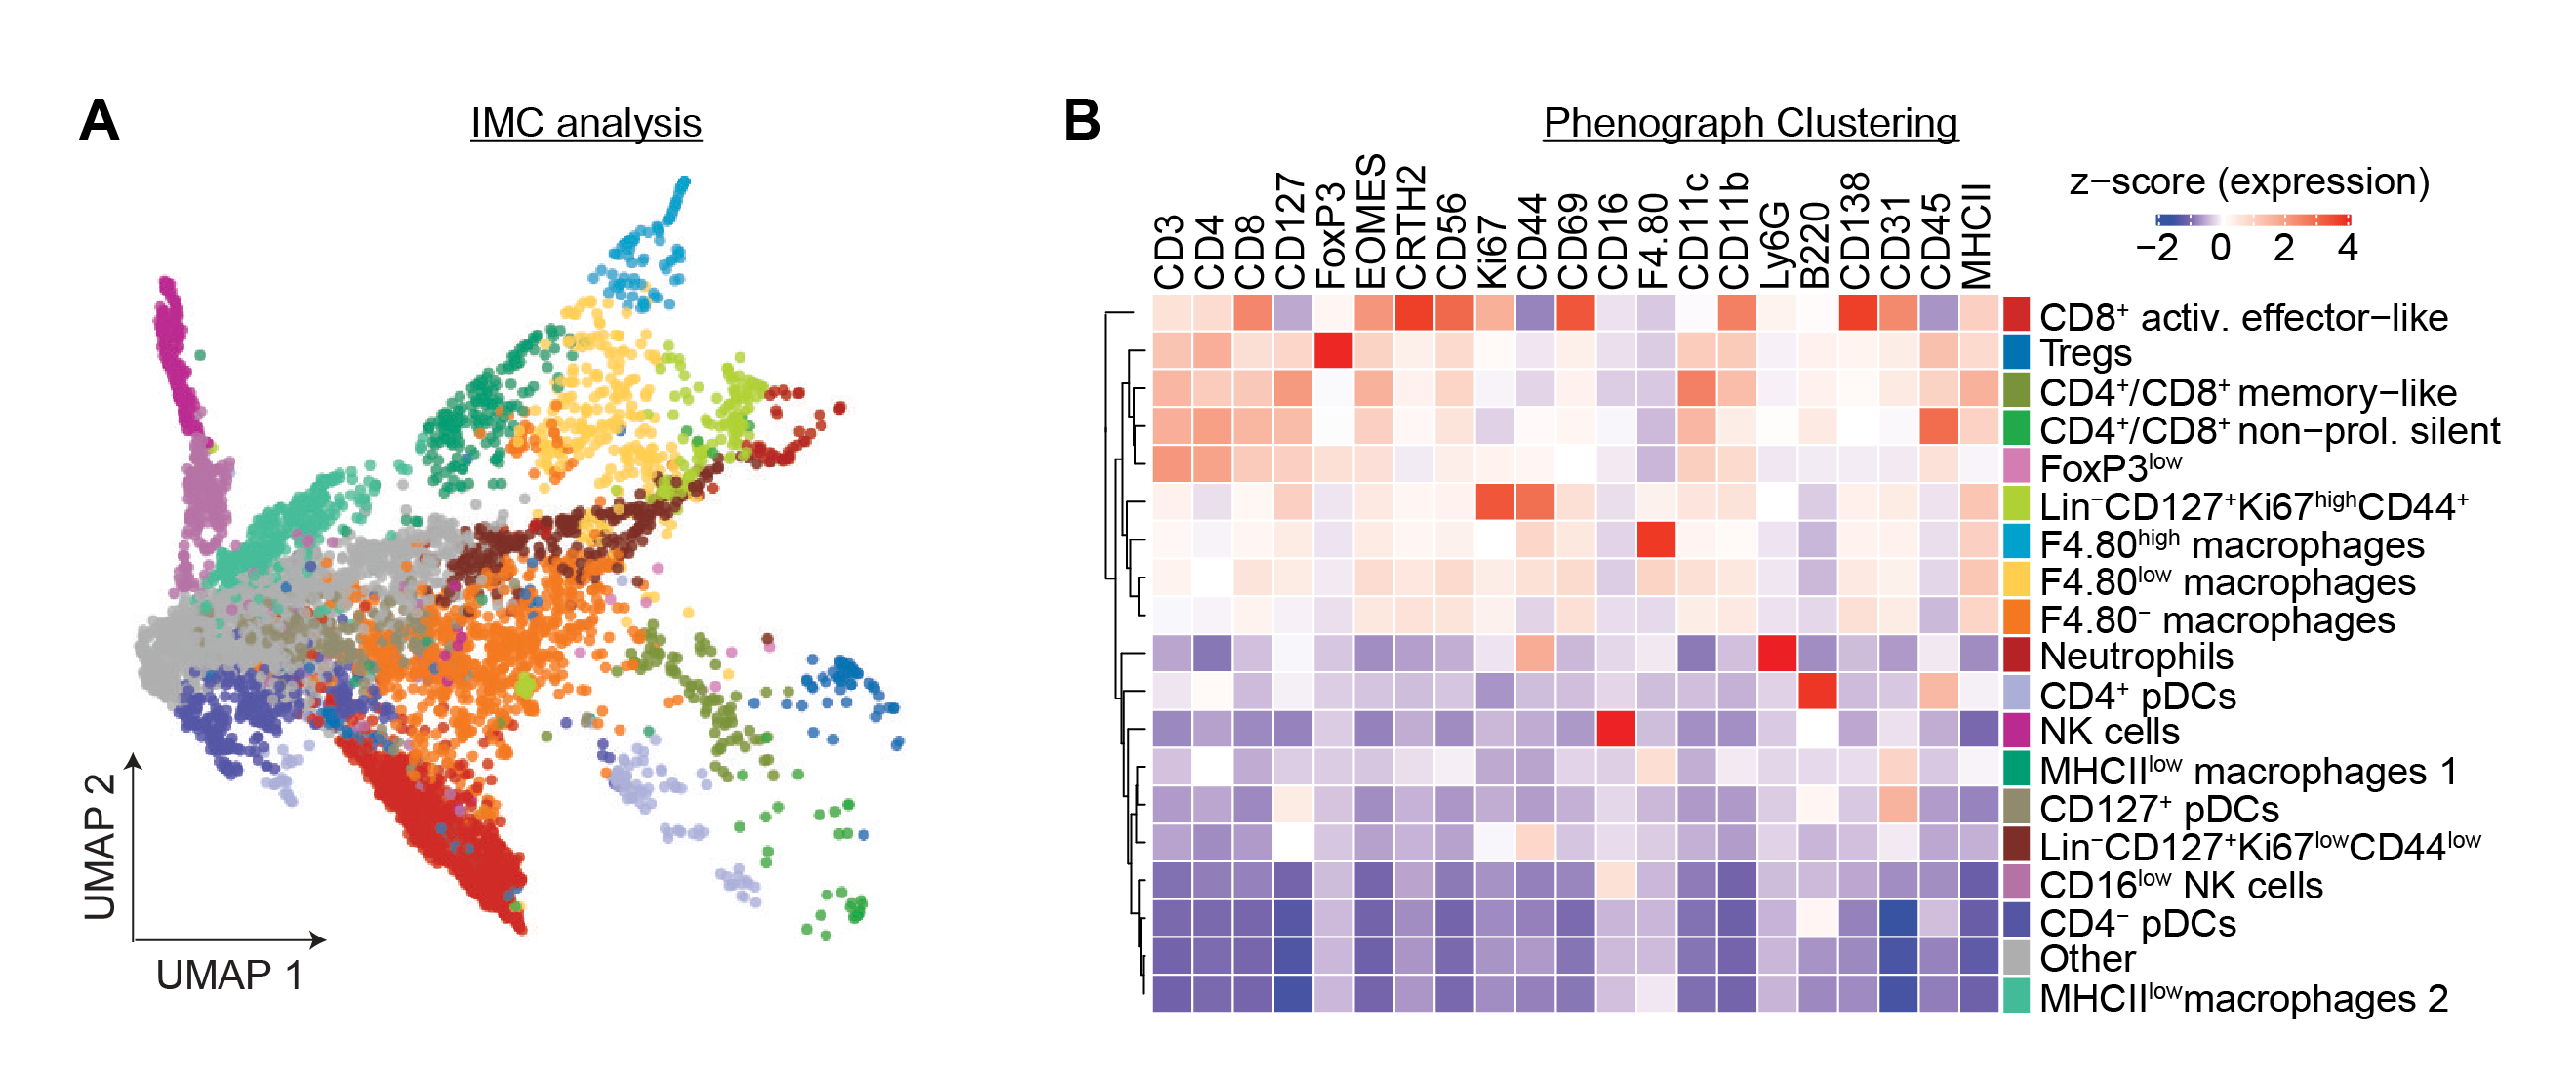 A
IMC analysis
UMAP 2
UMAP 1
B
Phenograph Clustering
CD3
CD4
CD8
CD127
FoxP3
EOMES
CRTH2
CD56
Ki67
CD44
CD69
CD16
F4.80
CD11c
CD11b
Ly6G
B220
CD138
CD31
CD45
MHCII
z−score (expression)
−2 0 2 4
CD8⁺ activ. effector−like
Tregs
CD4⁺/CD8⁺ memory−like
CD4⁺/CD8⁺ non−prol. silent
FoxP3low
Lin⁻CD127⁺Ki67highCD44⁺
F4.80high macrophages
F4.80low macrophages
F4.80⁻ macrophages
Neutrophils
CD4⁺ pDCs
NK cells
MHCIIlow macrophages 1
CD127⁺ pDCs
Lin⁻CD127⁺Ki67lowCD44low
CD16low NK cells
CD4⁻ pDCs
Other
MHCIIlowmacrophages 2